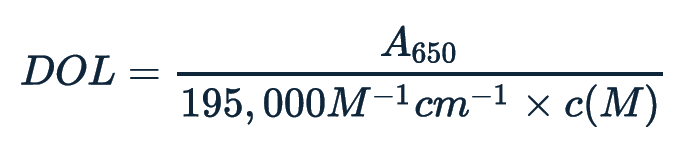 DOL = A₆₅₀ / 195,000M⁻¹cm⁻¹ × c(M)